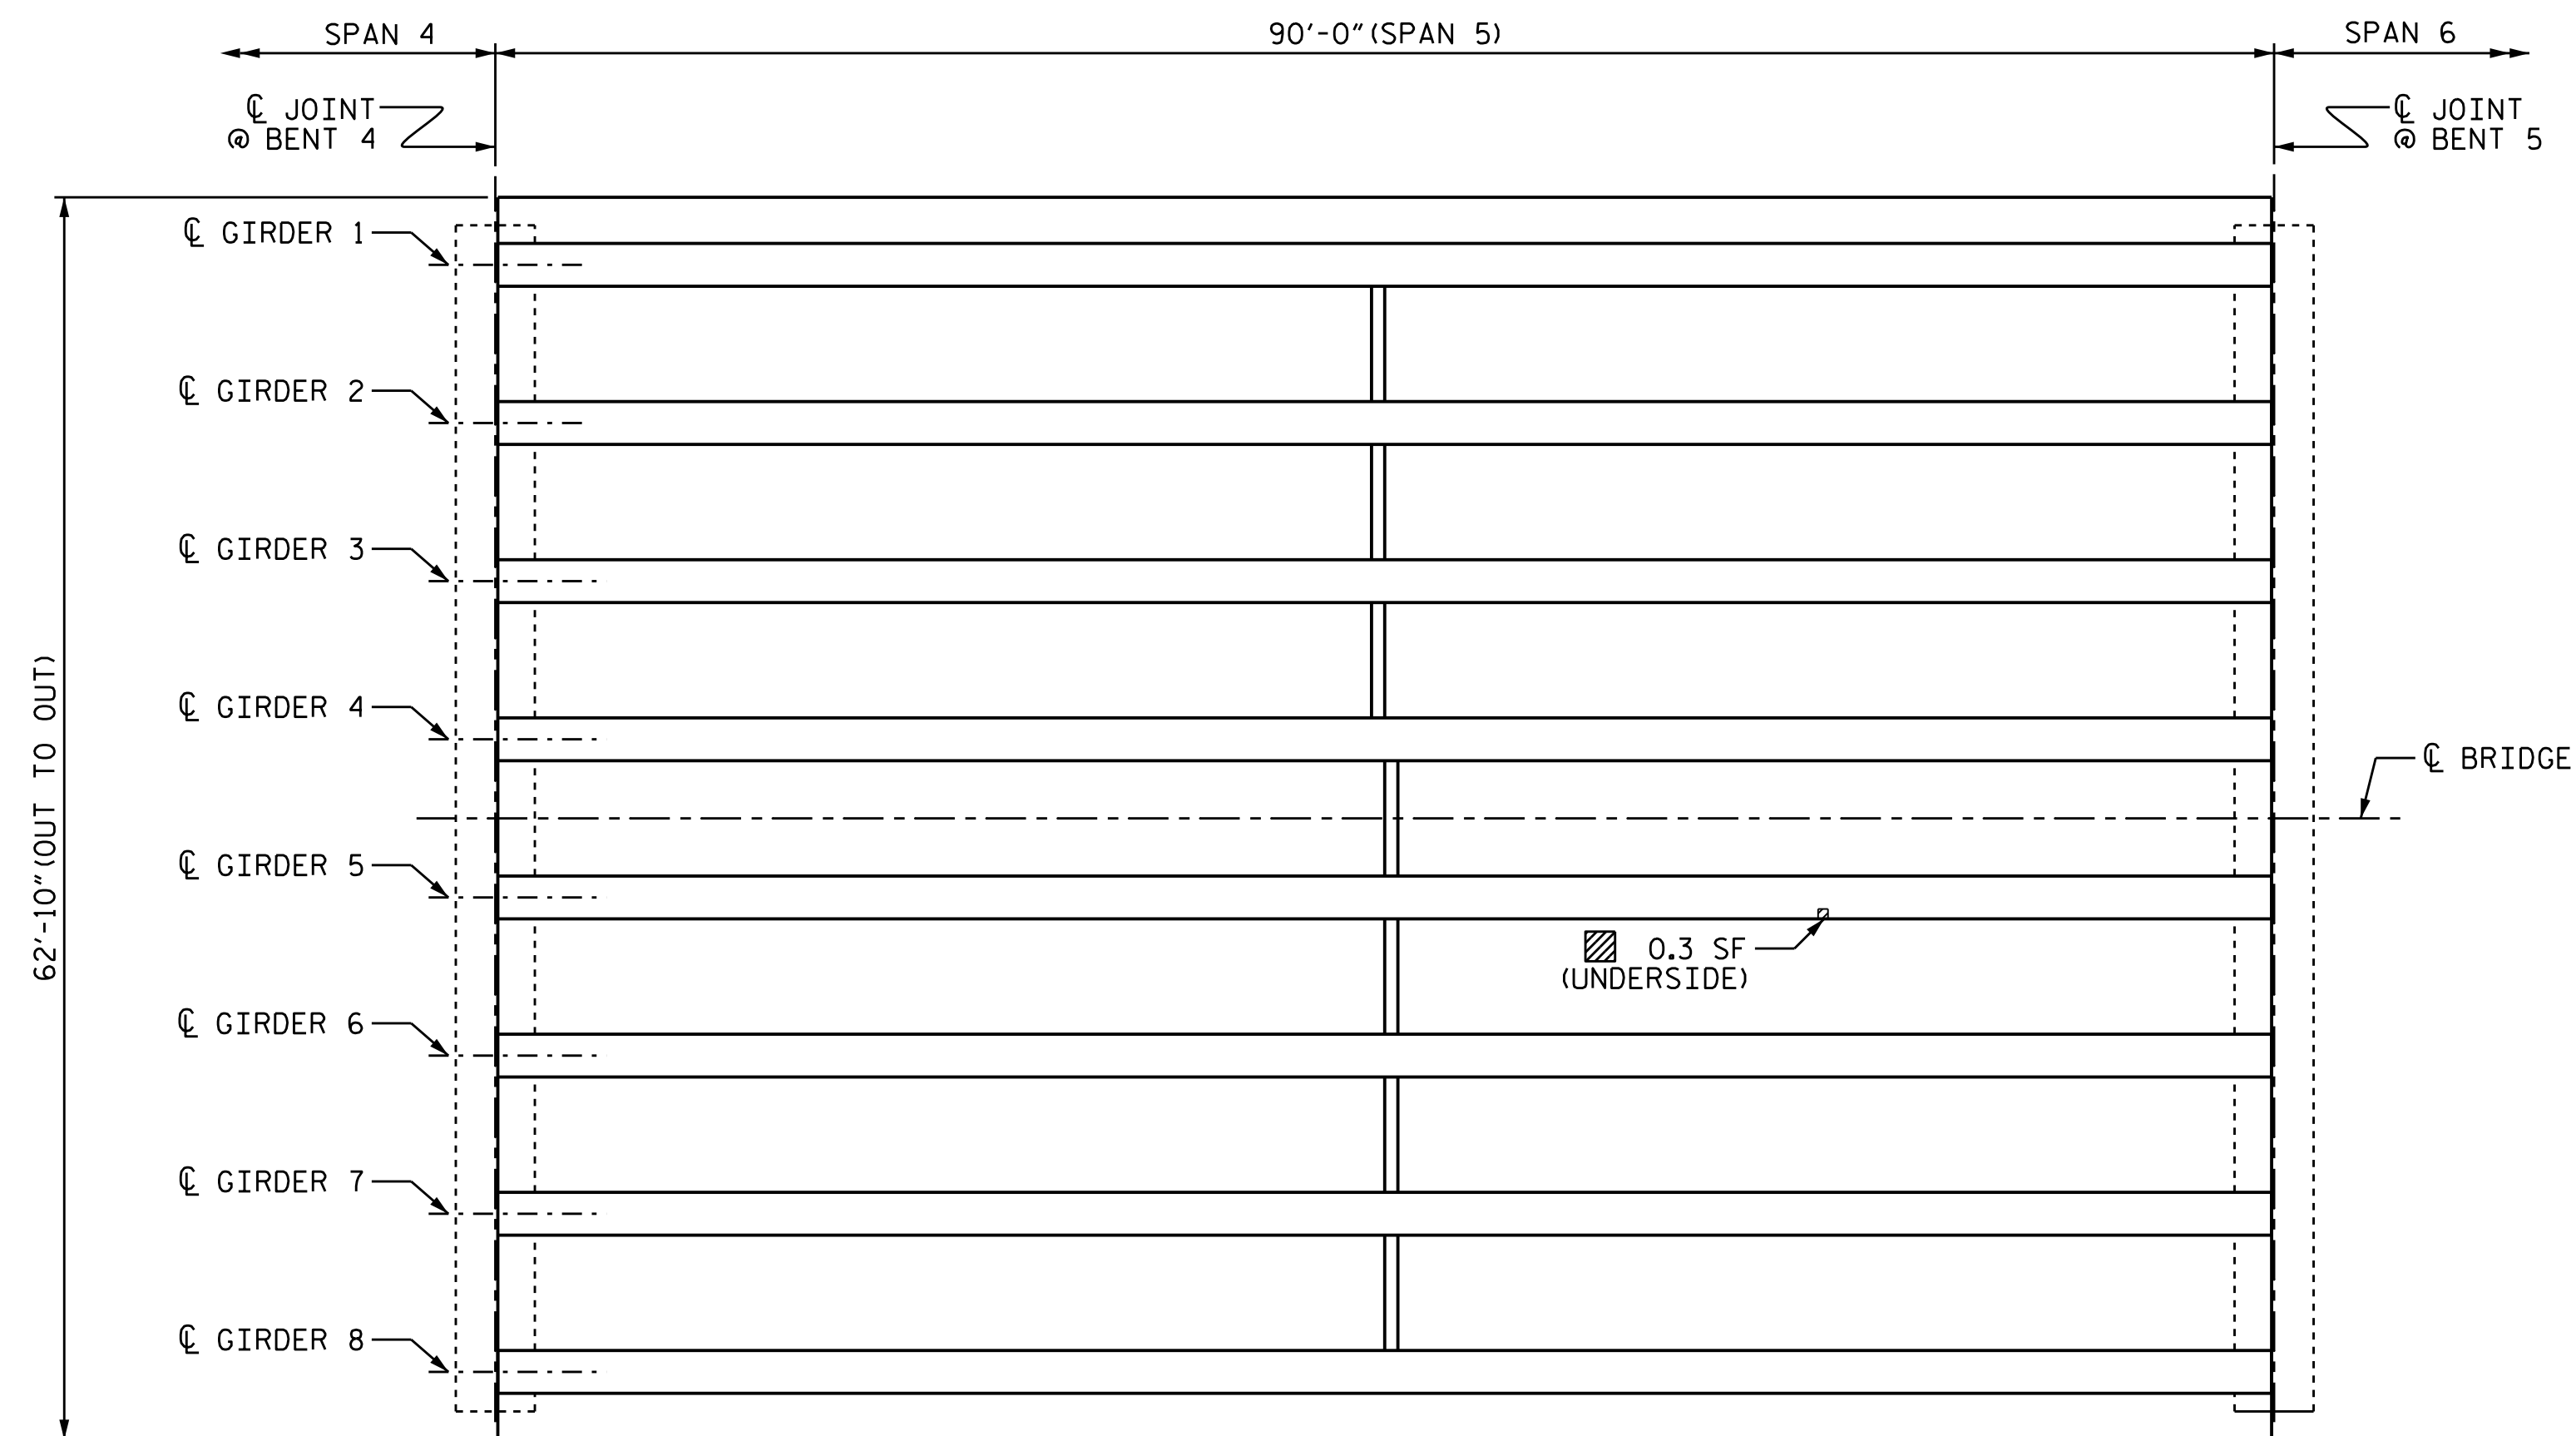 SPAN 4
90'-0" (SPAN 5)
SPAN 6
℄ JOINT
@ BENT 4
℄ JOINT
@ BENT 5
℄ GIRDER 1
℄ GIRDER 2
℄ GIRDER 3
℄ GIRDER 4
62'-10" (OUT TO OUT)
℄ BRIDGE
℄ GIRDER 5
0.3 SF
(UNDERSIDE)
℄ GIRDER 6
℄ GIRDER 7
℄ GIRDER 8